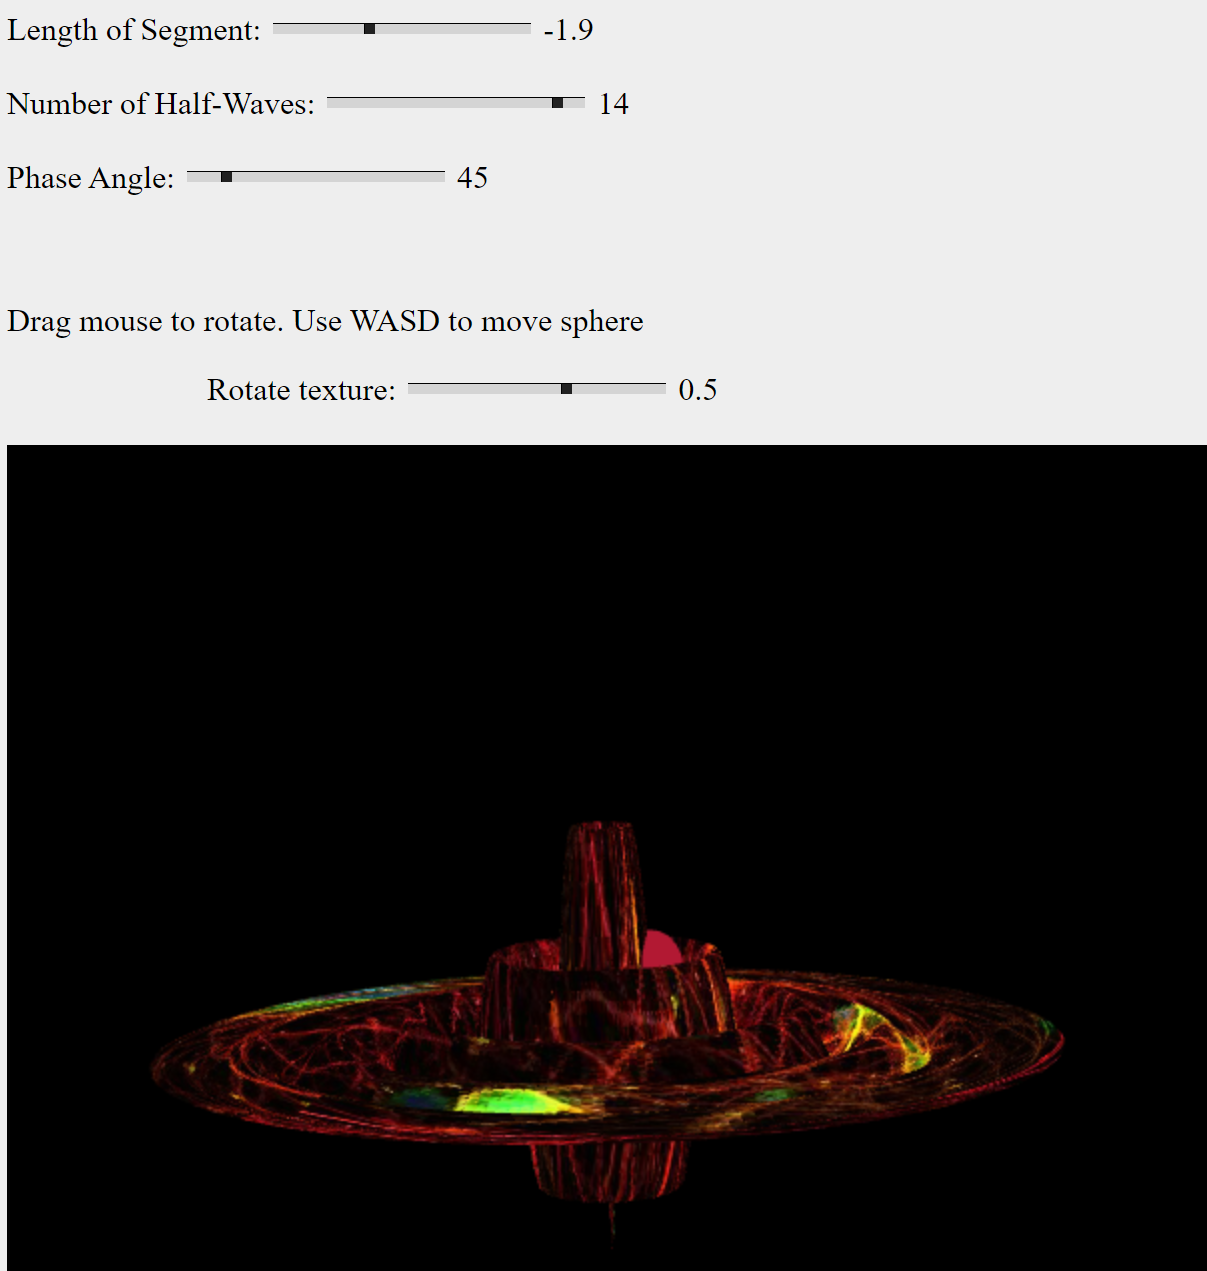 Length of Segment: -1.9
Number of Half-Waves: 14
Phase Angle: 45
Drag mouse to rotate. Use WASD to move sphere
Rotate texture: 0.5